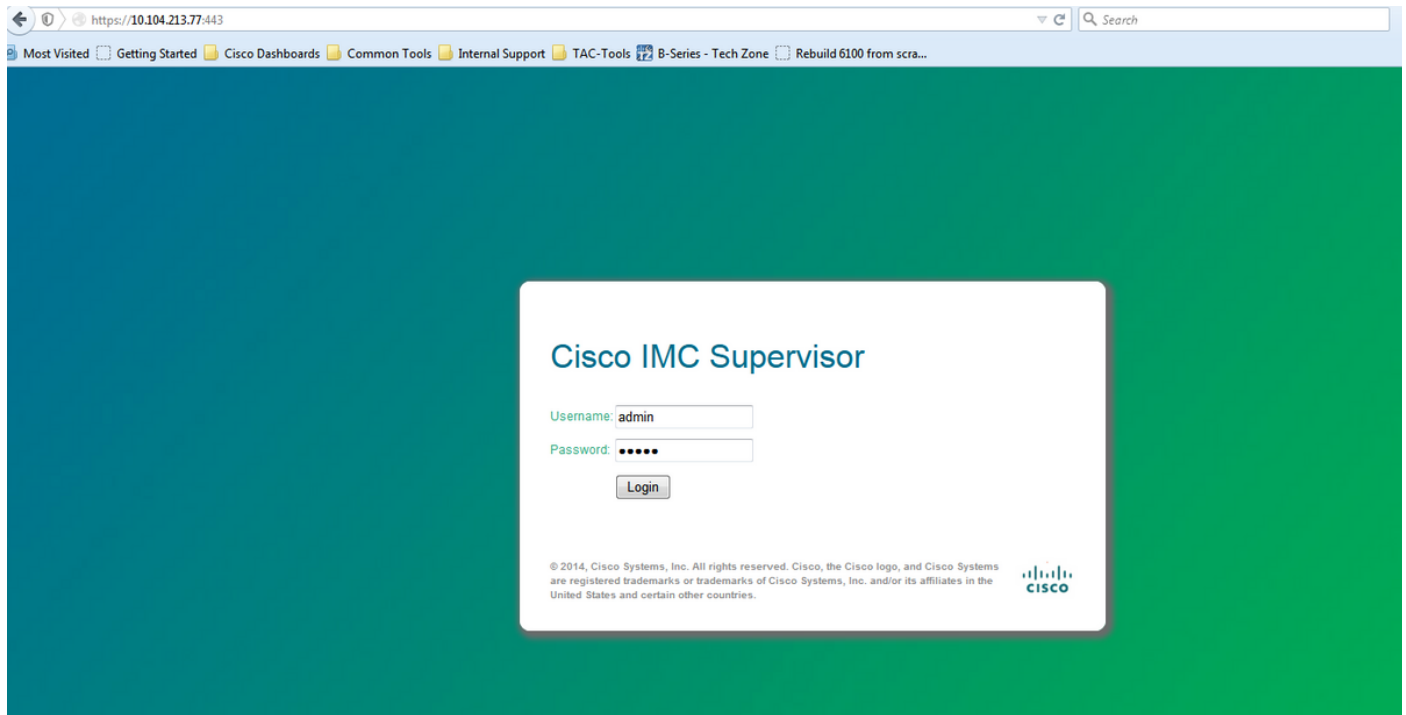 https://10.104.213.77:443
Search
Most Visited Getting Started Cisco Dashboards Common Tools Internal Support TAC-Tools B-Series - Tech Zone Rebuild 6100 from scra...
Cisco IMC Supervisor
Username: admin
Password: •••••
Login
© 2014, Cisco Systems, Inc. All rights reserved. Cisco, the Cisco logo, and Cisco Systems
are registered trademarks or trademarks of Cisco Systems, Inc. and/or its affiliates in the
United States and certain other countries.
CISCO